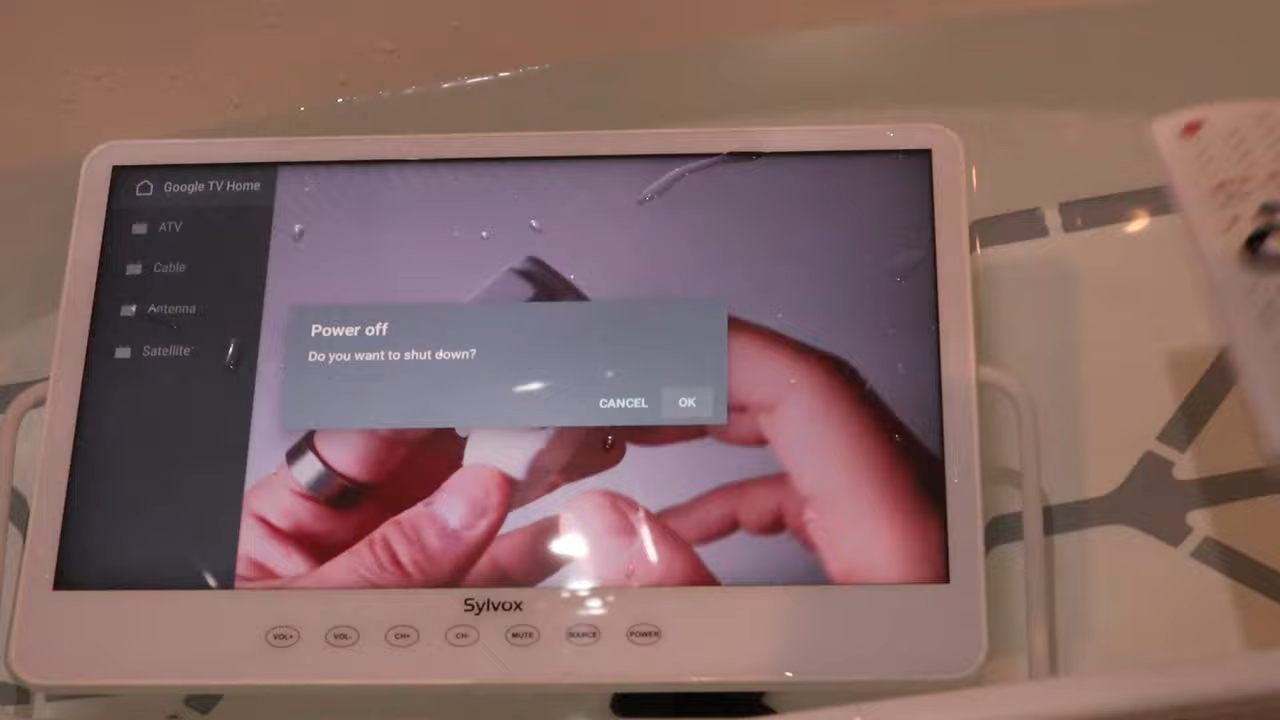 Google TV Home
ATV
Cable
Antenna
Satellite
Power off
Do you want to shut down?
CANCEL OK
Sylvox
VOL+ VOL- CH+ CH- MUTE SOURCE POWER